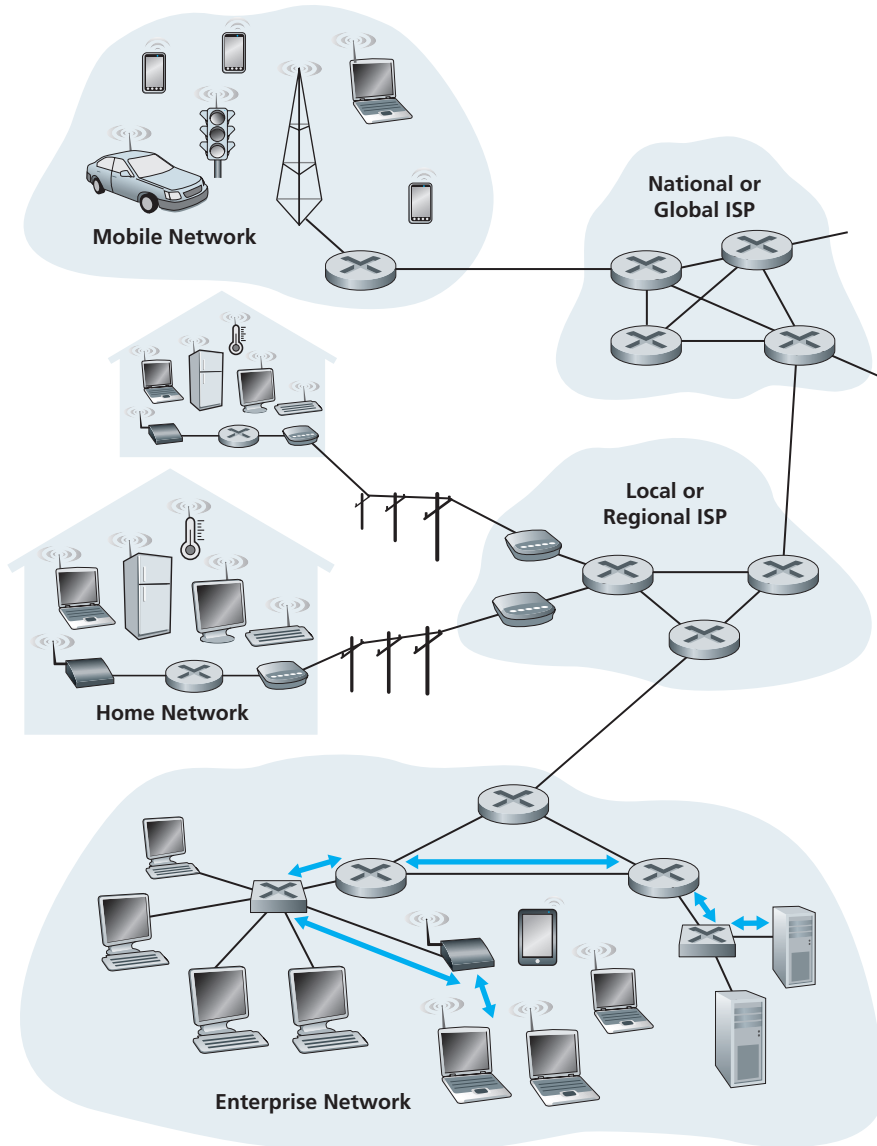 Mobile Network
National or
Global ISP
Local or
Regional ISP
Home Network
Enterprise Network